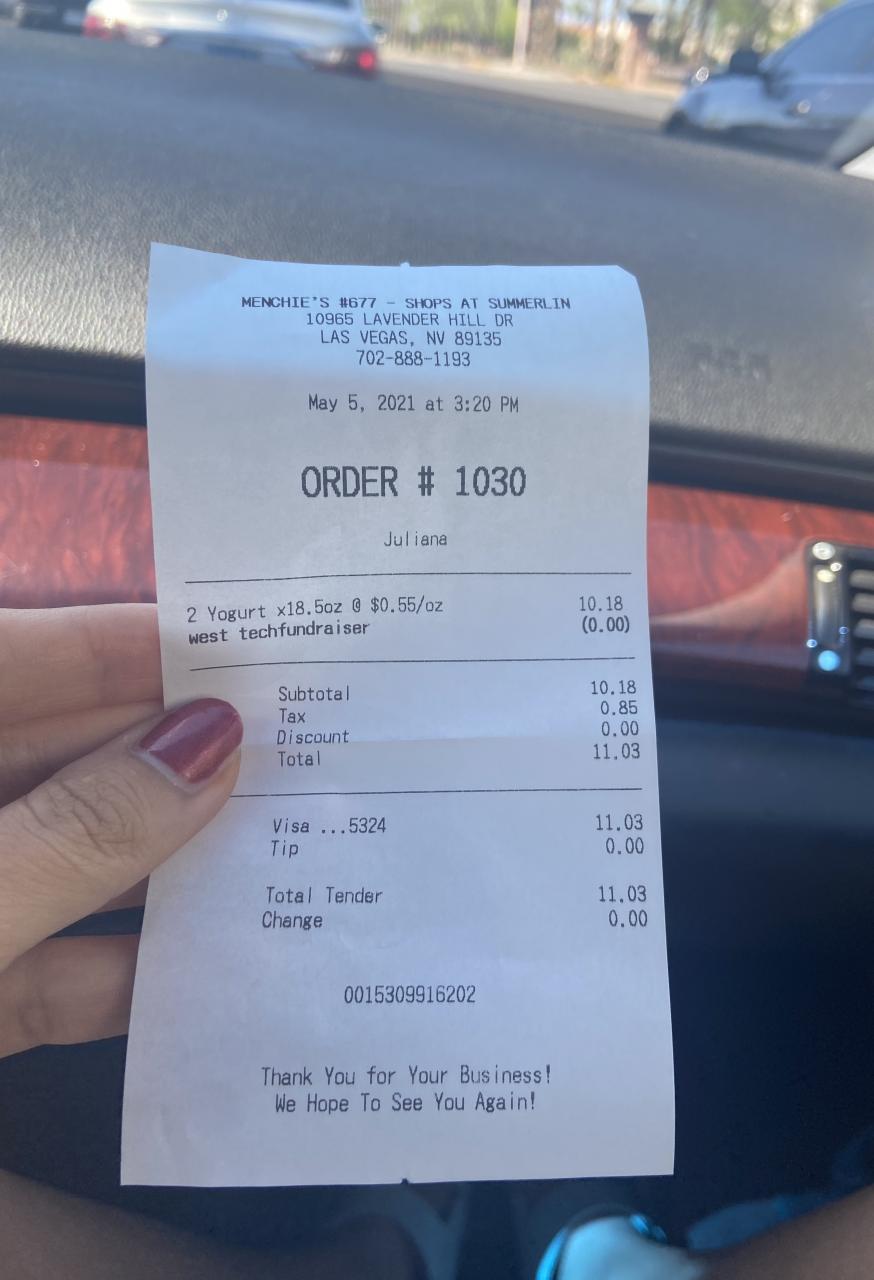 MENCHIE'S #677 - SHOPS AT SUMMERLIN
10965 LAVENDER HILL DR
LAS VEGAS, NV 89135
702-888-1193
May 5, 2021 at 3:20 PM
ORDER # 1030
Juliana
2 Yogurt x18.5oz @ $0.55/oz 10.18
west techfundraiser (0.00)
Subtotal 10.18
Tax 0.85
Discount 0.00
Total 11.03
Visa ...5324 11.03
Tip 0.00
Total Tender 11.03
Change 0.00
0015309916202
Thank You for Your Business!
We Hope To See You Again!